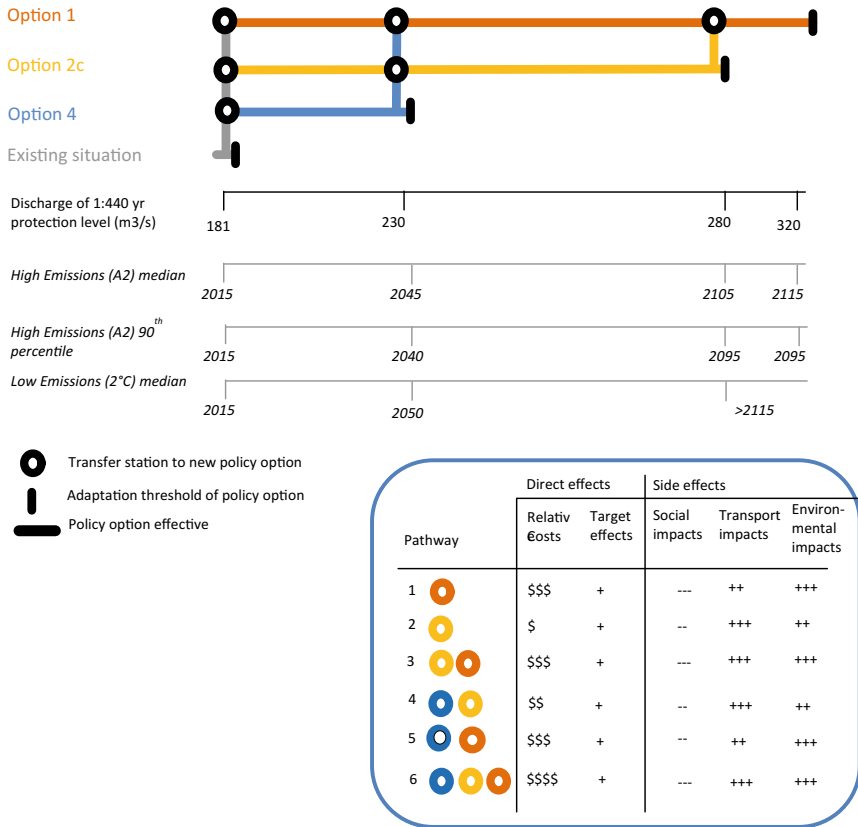 Option 1
Option 2c
Option 4
Existing situation
Discharge of 1:440 yr
protection level (m3/s)
181
230
280
320
High Emissions (A2) median
2015
2045
2105
2115
High Emissions (A2) 90th
percentile
2015
2040
2095
2095
Low Emissions (2°C) median
2015
2050
>2115
Transfer station to new policy option
Adaptation threshold of policy option
Policy option effective
Direct effects
Side effects
Pathway
Relativ
e
Costs
Target
effects
Social
impacts
Transport
impacts
Environ-
mental
impacts
1 $$$ + --- ++ +++
2 $ + -- +++ ++
3 $$$ + --- +++ +++
4 $$ + -- +++ ++
5 $$$ + -- ++ +++
6 $$$$ + --- +++ +++